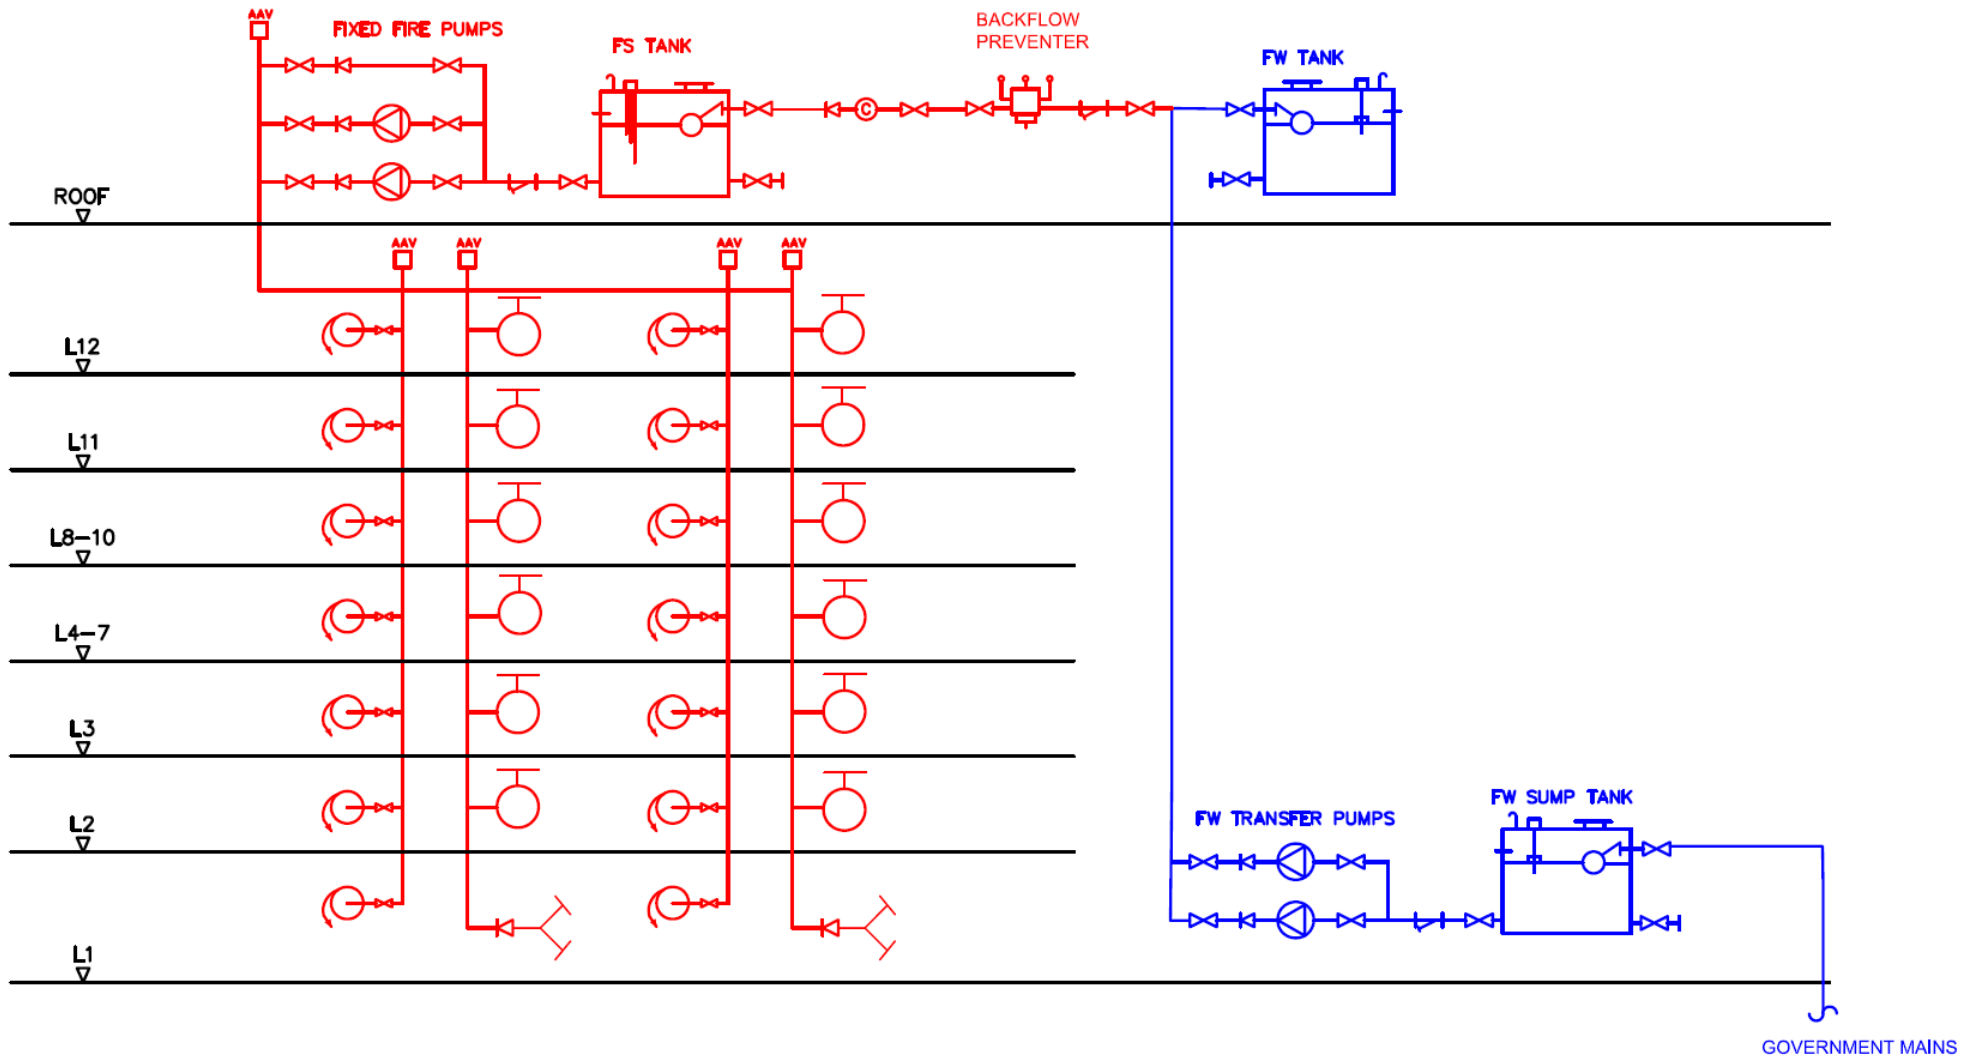 AAV
FIXED FIRE PUMPS
FS TANK
BACKFLOW
PREVENTER
FW TANK
C
ROOF
AAV
AAV
AAV
AAV
L12
L11
L8-10
L4-7
L3
L2
FW TRANSFER PUMPS
FW SUMP TANK
L1
GOVERNMENT MAINS